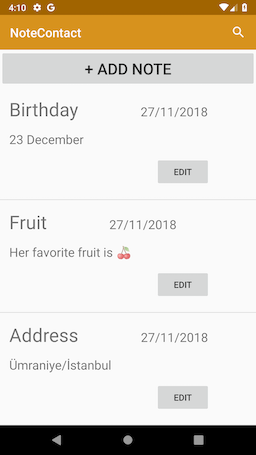 4:10 G
NoteContact
+ ADD NOTE
Birthday 27/11/2018
23 December
EDIT
Fruit 27/11/2018
Her favorite fruit is 🍒
EDIT
Address 27/11/2018
Ümraniye/İstanbul
EDIT